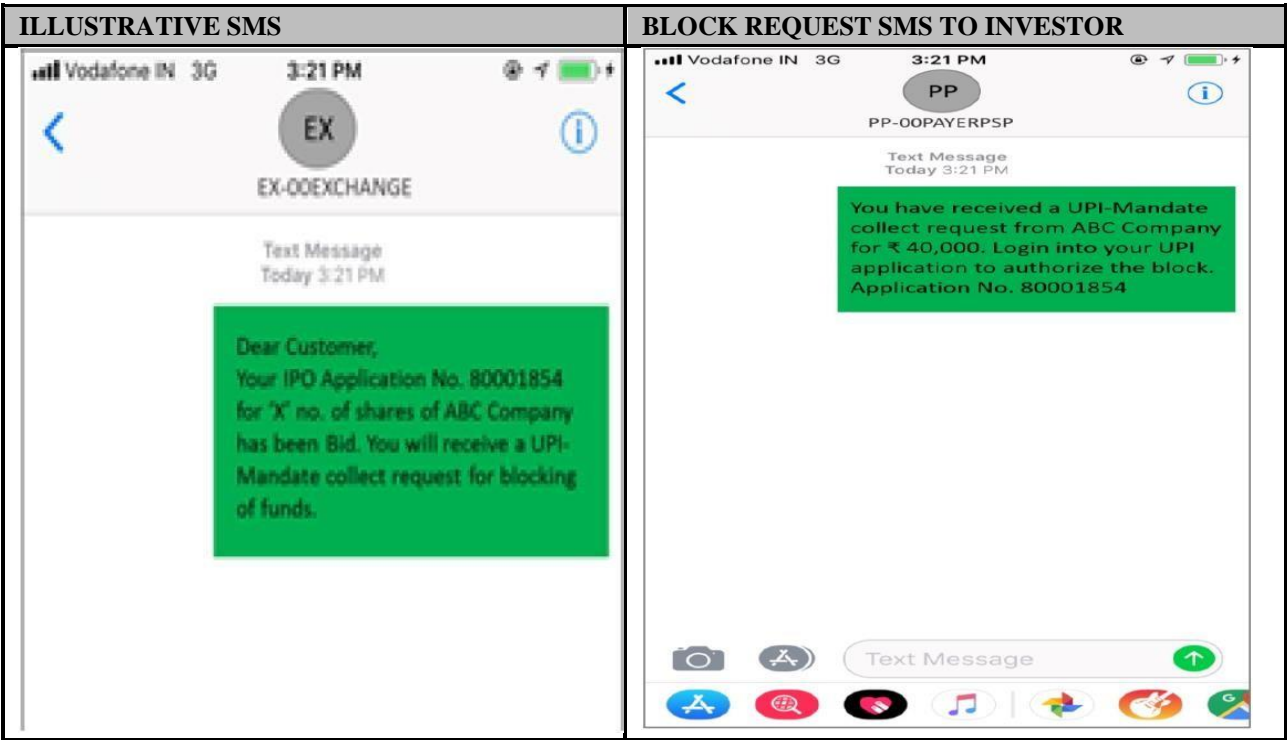 ILLUSTRATIVE SMS
Vodafone IN 3G 3:21 PM
EX
EX-00EXCHANGE
Text Message
Today 3:21 PM
Dear Customer,
Your IPO Application No. 80001854
for 'X' no. of shares of ABC Company
has been Bid. You will receive a UPI-
Mandate collect request for blocking
of funds.
BLOCK REQUEST SMS TO INVESTOR
Vodafone IN 3G 3:21 PM
PP
PP-00PAYERPSP
Text Message
Today 3:21 PM
You have received a UPI-Mandate
collect request from ABC Company
for ₹ 40,000. Login into your UPI
application to authorize the block.
Application No. 80001854
Text Message
G